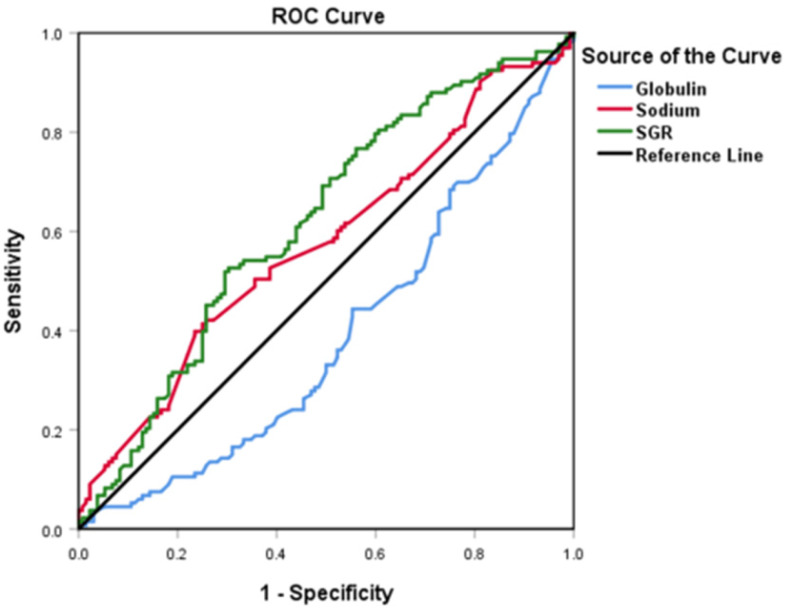 ROC Curve
Source of the Curve
Globulin
Sodium
SGR
Reference Line
Sensitivity
1.0
0.8
0.6
0.4
0.2
0.0
0.0 0.2 0.4 0.6 0.8 1.0
1 - Specificity